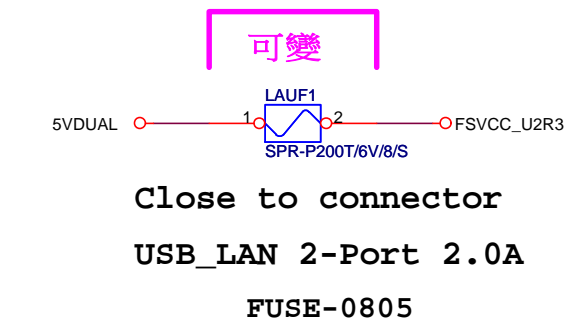 可變
LAUF1
5VDUAL 1 2 FSVCC_U2R3
SPR-P200T/6V/8/S
Close to connector
USB_LAN 2-Port 2.0A
FUSE-0805